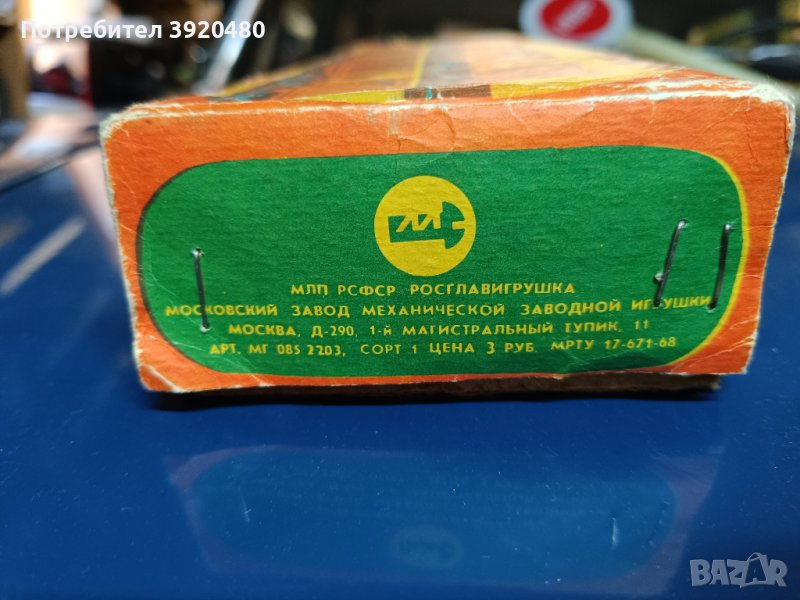 Потребител 3920480
МЛП РСФСР РОСГЛАВИГРУШКА
МОСКОВСКИЙ ЗАВОД МЕХАНИЧЕСКОЙ ЗАВОДНОЙ ИГРУШКИ
МОСКВА, Д-290, 1-й МАГИСТРАЛЬНЫЙ ТУПИК, 11
АРТ. МГ 085 2203, СОРТ 1 ЦЕНА 3 РУБ. МРТУ 17-671-68
BAZAR